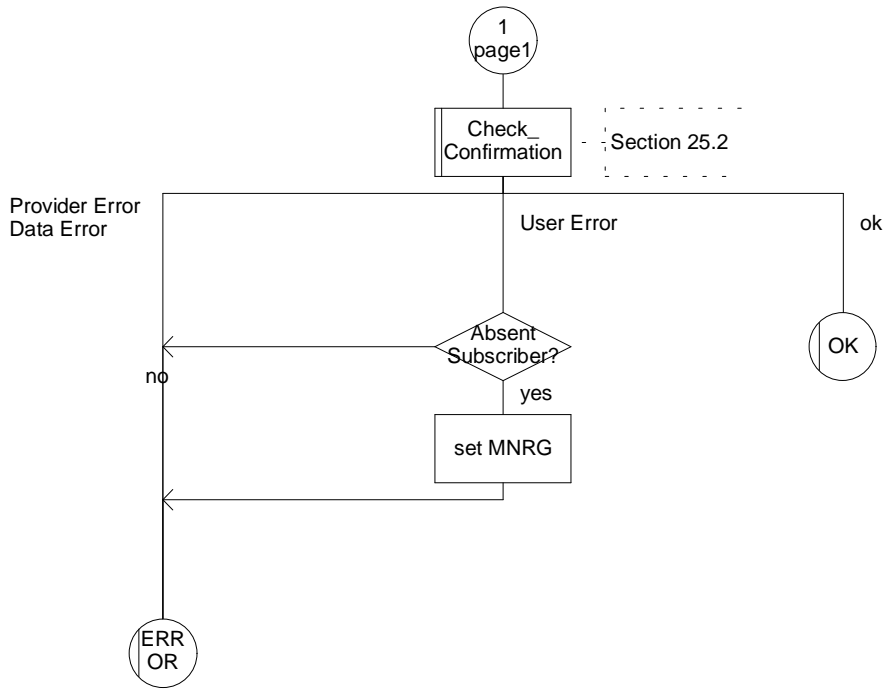 1
page1
Check_
Confirmation
Section 25.2
Provider Error
Data Error
User Error
ok
Absent
Subscriber?
OK
no
yes
set MNRG
ERR
OR